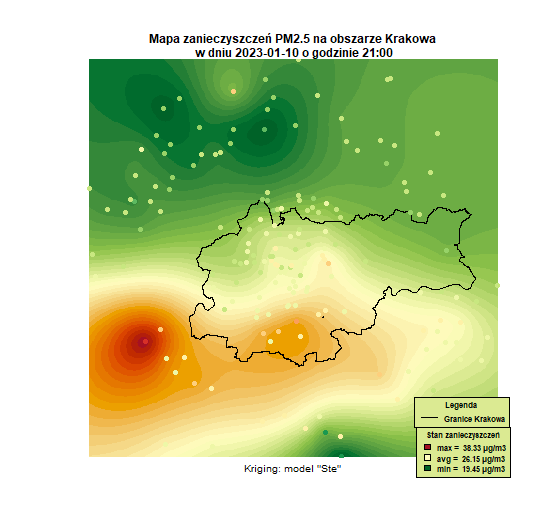 Mapa zanieczyszczeń PM2.5 na obszarze Krakowa
w dniu 2023-01-10 o godzinie 21:00
Legenda
Granice Krakowa
Stan zanieczyszczeń
max = 38.33 µg/m3
avg = 26.15 µg/m3
min = 19.45 µg/m3
Kriging: model "Ste"